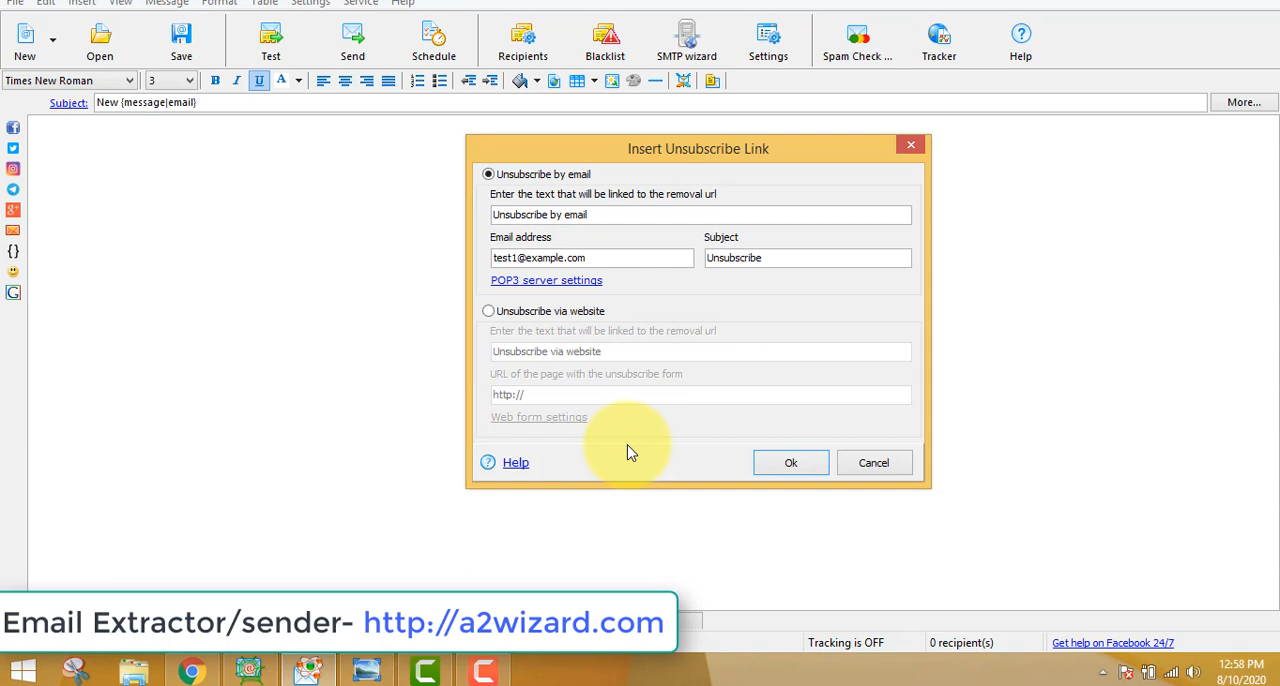 File Edit Insert View Message Format Table Settings Service Help
New Open Save Test Send Schedule Recipients Blacklist SMTP wizard Settings Spam Check ... Tracker Help
Times New Roman 3 B I U A
Subject: New {message|email} More...
Insert Unsubscribe Link
Unsubscribe by email
Enter the text that will be linked to the removal url
Unsubscribe by email
Email address Subject
test1@example.com Unsubscribe
POP3 server settings
Unsubscribe via website
Enter the text that will be linked to the removal url
Unsubscribe via website
URL of the page with the unsubscribe form
http://
Web form settings
Help Ok Cancel
Email Extractor/sender- http://a2wizard.com
Tracking is OFF 0 recipient(s) Get help on Facebook 24/7
12:58 PM
8/10/2020